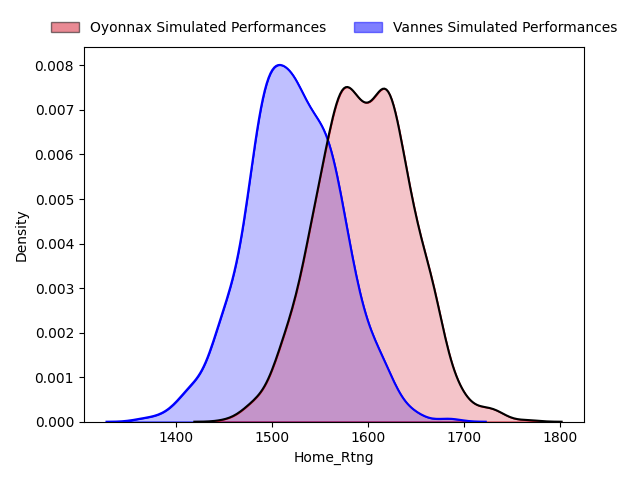 Oyonnax Simulated Performances Vannes Simulated Performances
0.008
0.007
0.006
0.005
0.004
0.003
0.002
0.001
0.000
Density
1400 1500 1600 1700 1800
Home_Rtng